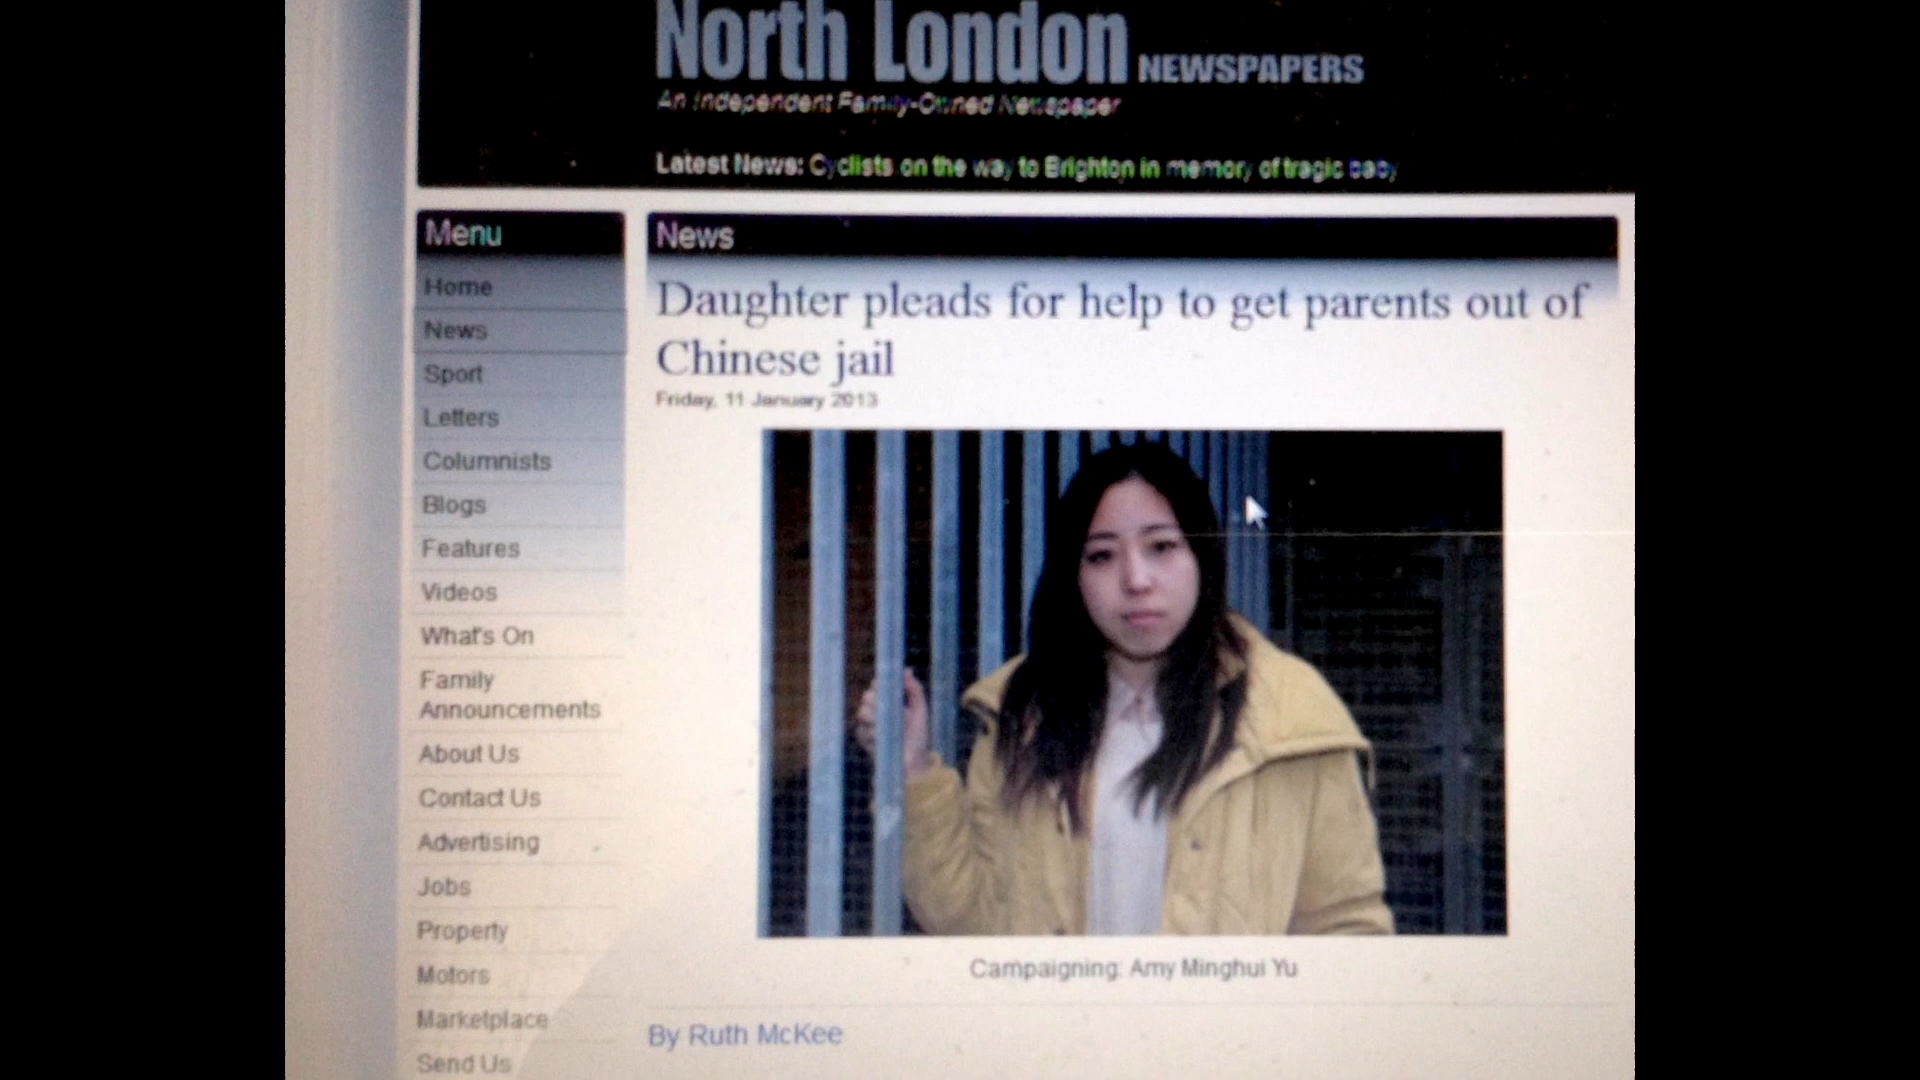 North London NEWSPAPERS
An Independent Family-Owned Newspaper
Latest News: Cyclists on the way to Brighton in memory of tragic baby
Menu
Home
News
Sport
Letters
Columnists
Blogs
Features
Videos
What's On
Family
Announcements
About Us
Contact Us
Advertising
Jobs
Property
Motors
Marketplace
Send Us
News
Daughter pleads for help to get parents out of
Chinese jail
Friday, 11 January 2013
Campaigning: Amy Minghui Yu
By Ruth McKee